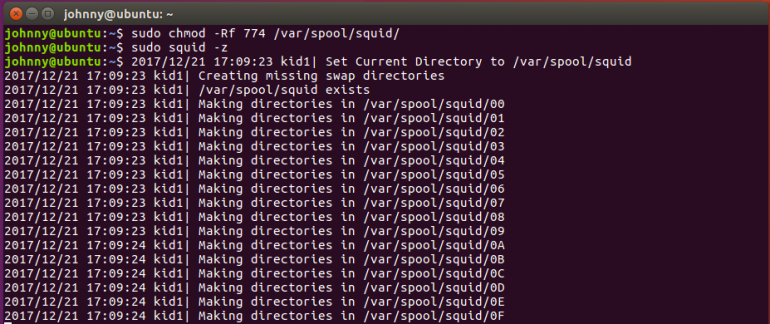 johnny@ubuntu: ~
johnny@ubuntu:~$ sudo chmod -Rf 774 /var/spool/squid/
johnny@ubuntu:~$ sudo squid -z
johnny@ubuntu:~$ 2017/12/21 17:09:23 kid1| Set Current Directory to /var/spool/squid
2017/12/21 17:09:23 kid1| Creating missing swap directories
2017/12/21 17:09:23 kid1| /var/spool/squid exists
2017/12/21 17:09:23 kid1| Making directories in /var/spool/squid/00
2017/12/21 17:09:23 kid1| Making directories in /var/spool/squid/01
2017/12/21 17:09:23 kid1| Making directories in /var/spool/squid/02
2017/12/21 17:09:23 kid1| Making directories in /var/spool/squid/03
2017/12/21 17:09:23 kid1| Making directories in /var/spool/squid/04
2017/12/21 17:09:23 kid1| Making directories in /var/spool/squid/05
2017/12/21 17:09:23 kid1| Making directories in /var/spool/squid/06
2017/12/21 17:09:23 kid1| Making directories in /var/spool/squid/07
2017/12/21 17:09:23 kid1| Making directories in /var/spool/squid/08
2017/12/21 17:09:23 kid1| Making directories in /var/spool/squid/09
2017/12/21 17:09:24 kid1| Making directories in /var/spool/squid/0A
2017/12/21 17:09:24 kid1| Making directories in /var/spool/squid/0B
2017/12/21 17:09:24 kid1| Making directories in /var/spool/squid/0C
2017/12/21 17:09:24 kid1| Making directories in /var/spool/squid/0D
2017/12/21 17:09:24 kid1| Making directories in /var/spool/squid/0E
2017/12/21 17:09:24 kid1| Making directories in /var/spool/squid/0F